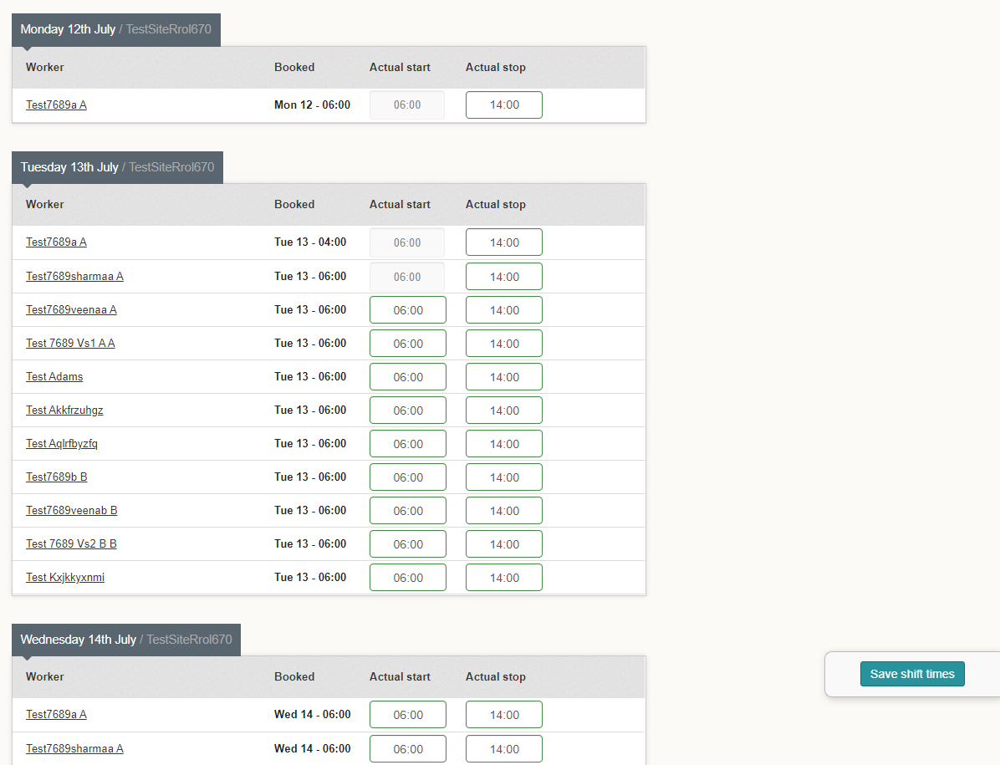 Monday 12th July / TestSiteRrol670
Worker Booked Actual start Actual stop
Test7689a A Mon 12 - 06:00 06:00 14:00
Tuesday 13th July / TestSiteRrol670
Worker Booked Actual start Actual stop
Test7689a A Tue 13 - 04:00 06:00 14:00
Test7689sharmaa A Tue 13 - 06:00 06:00 14:00
Test7689veenaa A Tue 13 - 06:00 06:00 14:00
Test 7689 Vs1 A A Tue 13 - 06:00 06:00 14:00
Test Adams Tue 13 - 06:00 06:00 14:00
Test Akkfrzuhgz Tue 13 - 06:00 06:00 14:00
Test Aqlrfbyzfq Tue 13 - 06:00 06:00 14:00
Test7689b B Tue 13 - 06:00 06:00 14:00
Test7689veenab B Tue 13 - 06:00 06:00 14:00
Test 7689 Vs2 B B Tue 13 - 06:00 06:00 14:00
Test Kxjkkyxnmi Tue 13 - 06:00 06:00 14:00
Wednesday 14th July / TestSiteRrol670
Save shift times
Worker Booked Actual start Actual stop
Test7689a A Wed 14 - 06:00 06:00 14:00
Test7689sharmaa A Wed 14 - 06:00 06:00 14:00